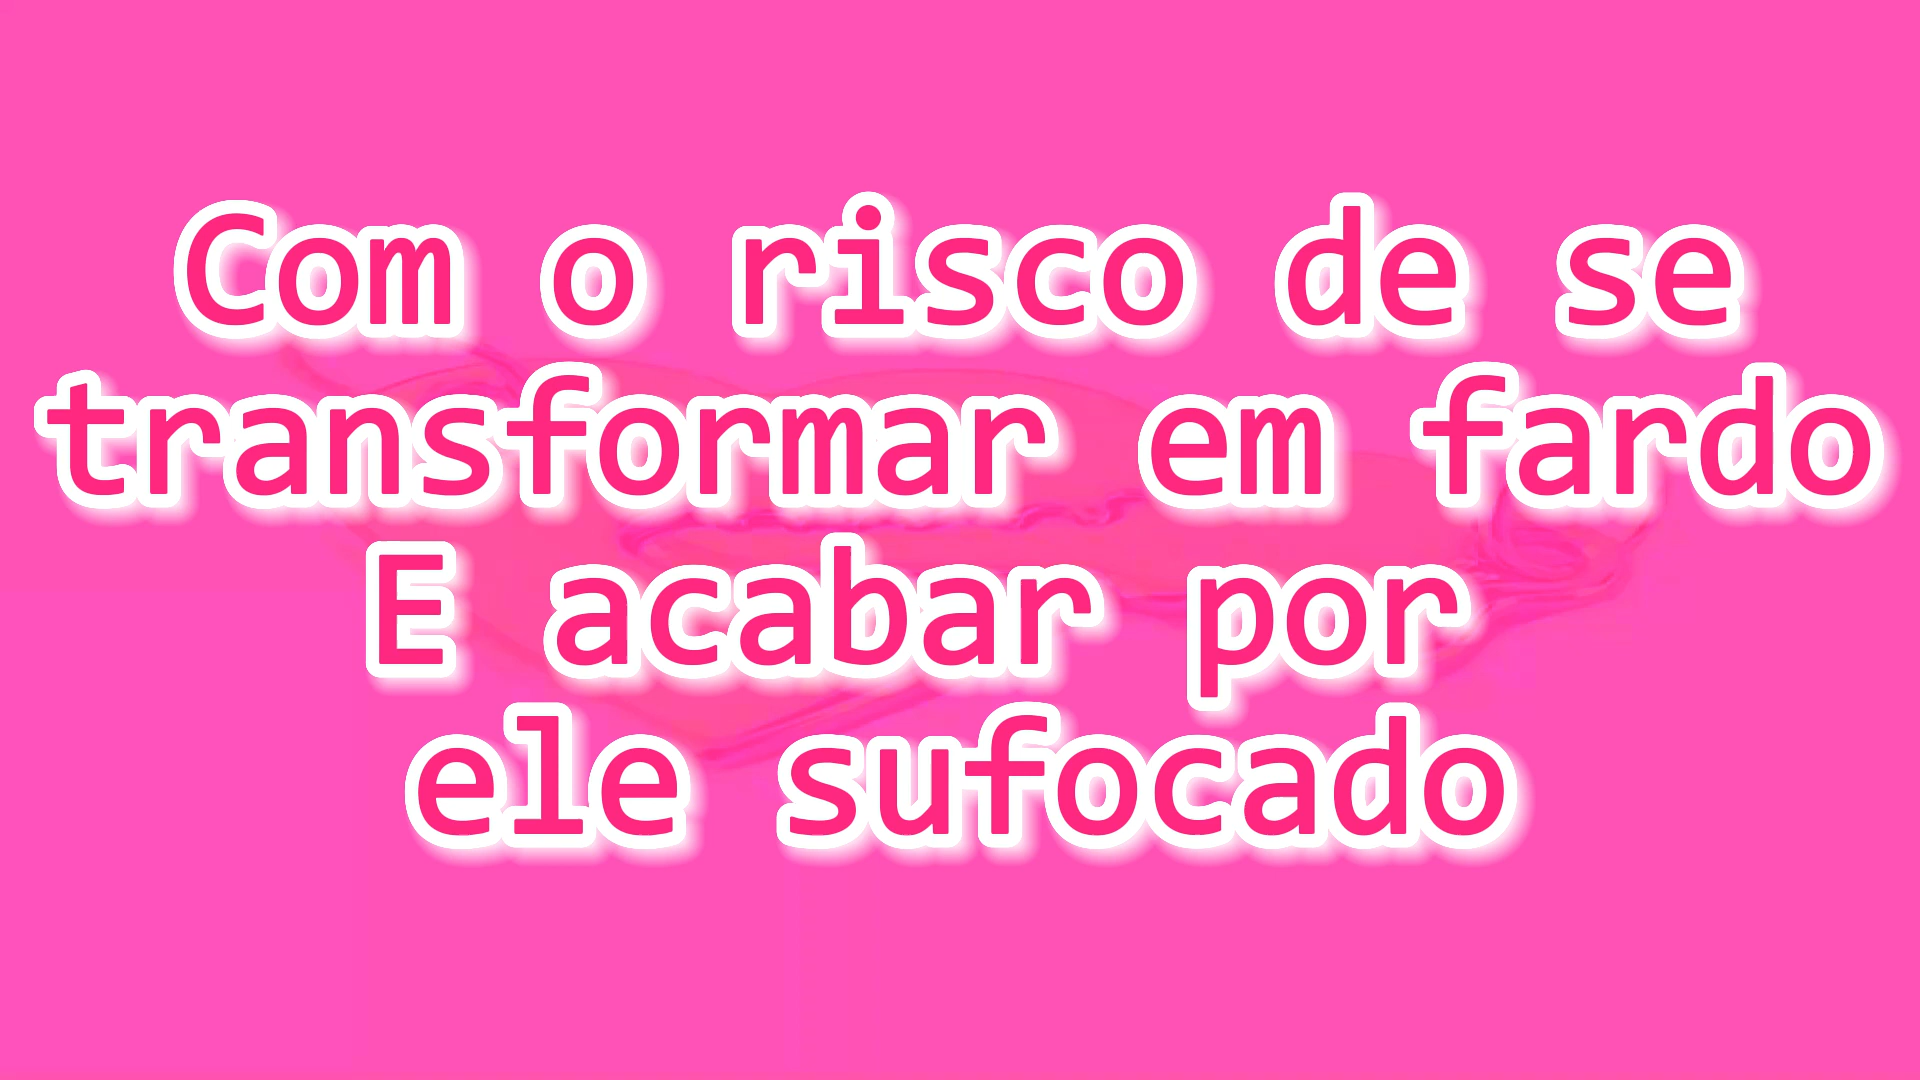 Com o risco de se
transformar em fardo
E acabar por
ele sufocado